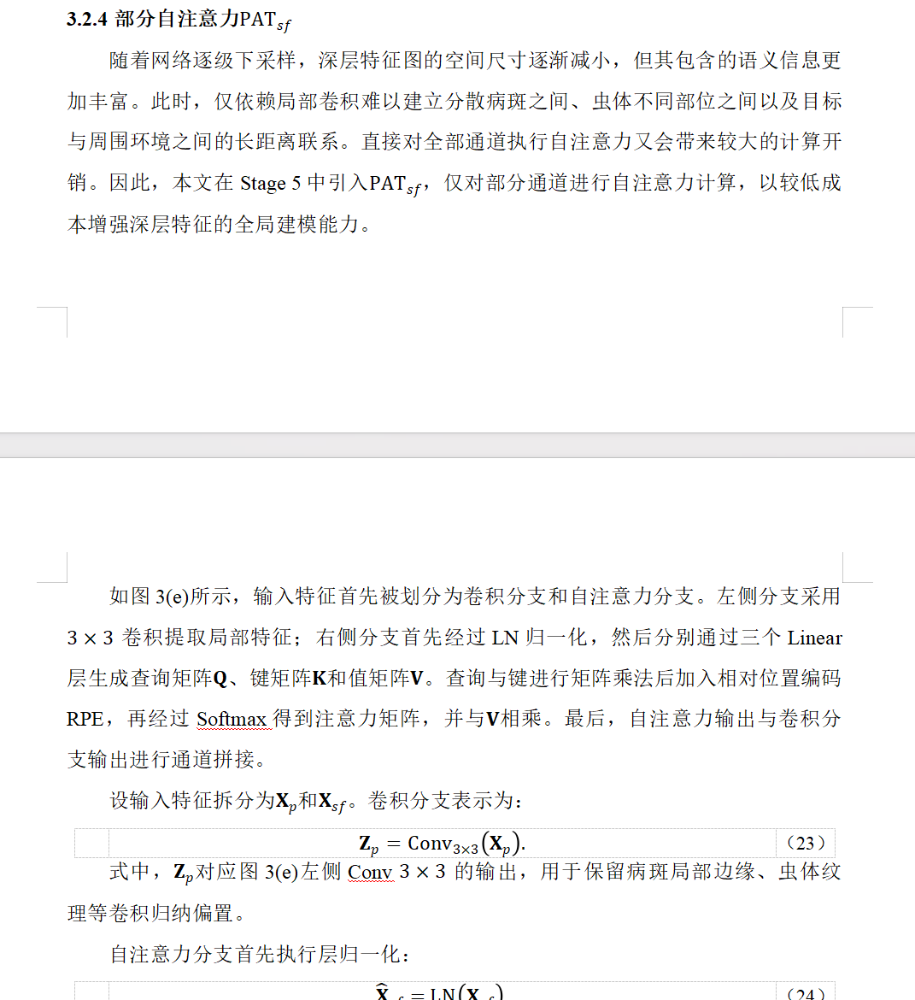 3.2.4 部分自注意力PATsf
随着网络逐级下采样，深层特征图的空间尺寸逐渐减小，但其包含的语义信息更
加丰富。此时，仅依赖局部卷积难以建立分散病斑之间、虫体不同部位之间以及目标
与周围环境之间的长距离联系。直接对全部通道执行自注意力又会带来较大的计算开
销。因此，本文在 Stage 5 中引入PATsf，仅对部分通道进行自注意力计算，以较低成
本增强深层特征的全局建模能力。
如图 3(e)所示，输入特征首先被划分为卷积分支和自注意力分支。左侧分支采用
3 × 3 卷积提取局部特征；右侧分支首先经过 LN 归一化，然后分别通过三个 Linear
层生成查询矩阵Q、键矩阵K和值矩阵V。查询与键进行矩阵乘法后加入相对位置编码
RPE，再经过 Softmax 得到注意力矩阵，并与V相乘。最后，自注意力输出与卷积分
支输出进行通道拼接。
设输入特征拆分为Xp和Xsf。卷积分支表示为：
Zp = Conv3×3(Xp). （23）
式中，Zp对应图 3(e)左侧 Conv 3 × 3 的输出，用于保留病斑局部边缘、虫体纹
理等卷积归纳偏置。
自注意力分支首先执行层归一化：
X̂sf = LN(Xsf) （24）